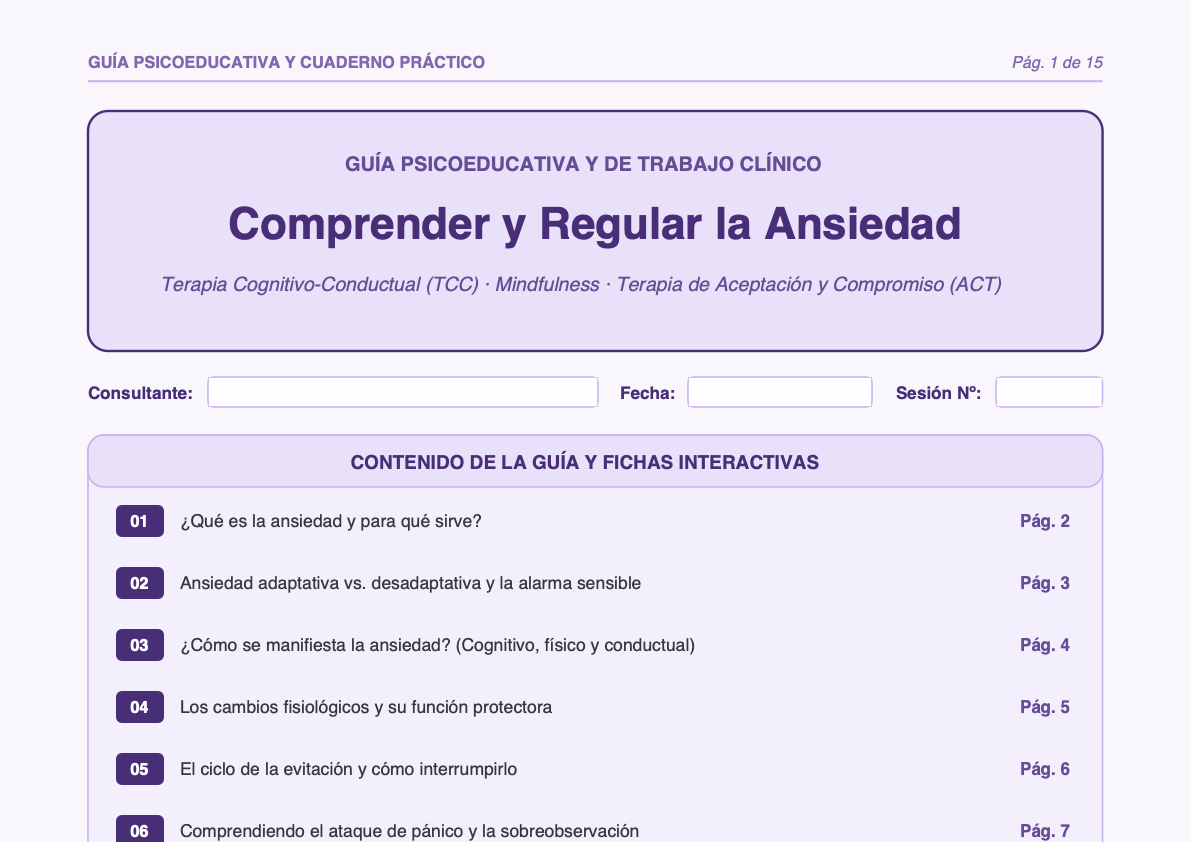 GUÍA PSICOEDUCATIVA Y CUADERNO PRÁCTICO Pág. 1 de 15
GUÍA PSICOEDUCATIVA Y DE TRABAJO CLÍNICO
Comprender y Regular la Ansiedad
Terapia Cognitivo-Conductual (TCC) · Mindfulness · Terapia de Aceptación y Compromiso (ACT)
Consultante: Fecha: Sesión Nº:
CONTENIDO DE LA GUÍA Y FICHAS INTERACTIVAS
01 ¿Qué es la ansiedad y para qué sirve? Pág. 2
02 Ansiedad adaptativa vs. desadaptativa y la alarma sensible Pág. 3
03 ¿Cómo se manifiesta la ansiedad? (Cognitivo, físico y conductual) Pág. 4
04 Los cambios fisiológicos y su función protectora Pág. 5
05 El ciclo de la evitación y cómo interrumpirlo Pág. 6
06 Comprendiendo el ataque de pánico y la sobreobservación Pág. 7